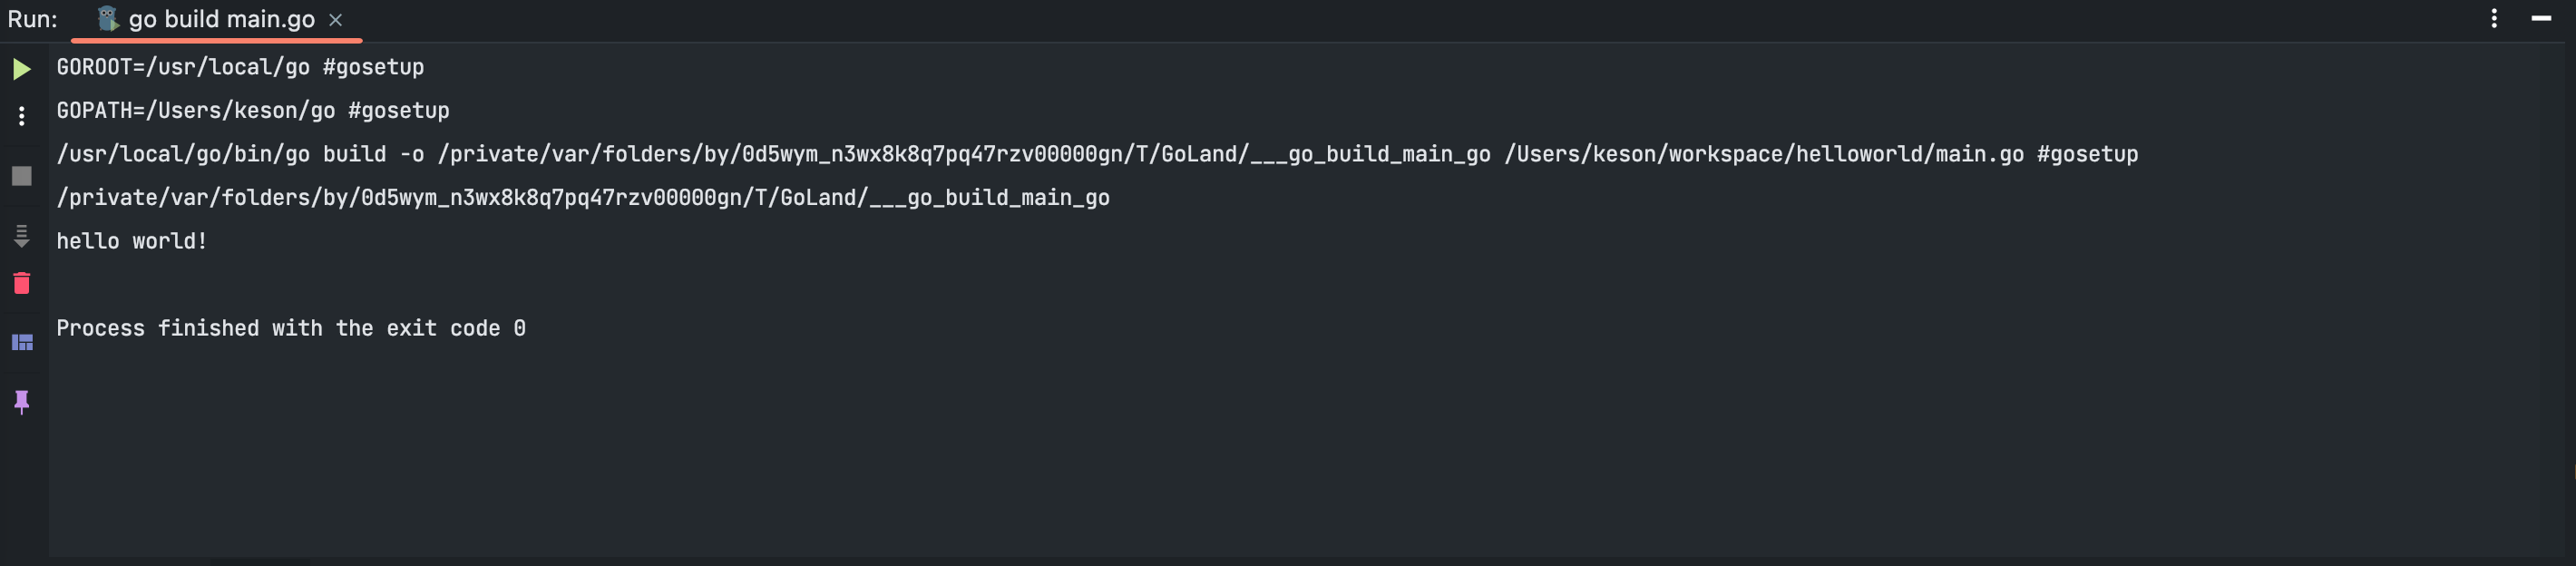 Run: go build main.go
GOROOT=/usr/local/go #gosetup
GOPATH=/Users/keson/go #gosetup
/usr/local/go/bin/go build -o /private/var/folders/by/0d5wym_n3wx8k8q7pq47rzv00000gn/T/GoLand/___go_build_main_go /Users/keson/workspace/helloworld/main.go #gosetup
/private/var/folders/by/0d5wym_n3wx8k8q7pq47rzv00000gn/T/GoLand/___go_build_main_go
hello world!
Process finished with the exit code 0